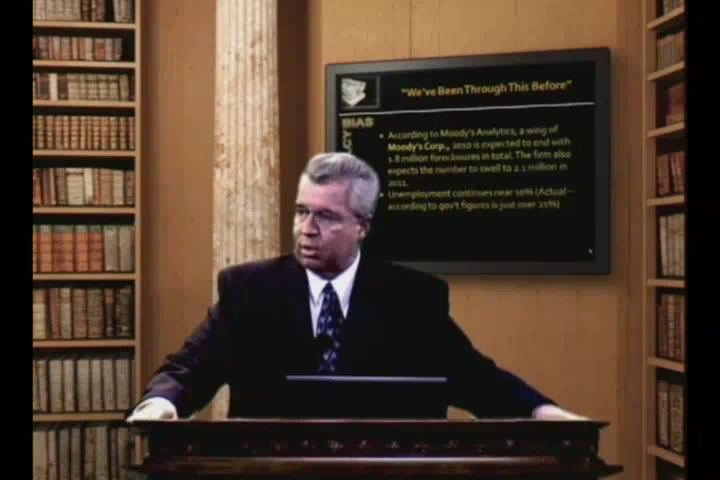 "We've Been Through This Before"
BIAS
CY
• According to Moody's Analytics, a wing of
Moody's Corp., 2010 is expected to end with
1.8 million foreclosures in total. The firm also
expects the number to swell to 2.1 million in
2011.
• Unemployment continues near 10% (Actual –
according to gov't figures is just over 21%)